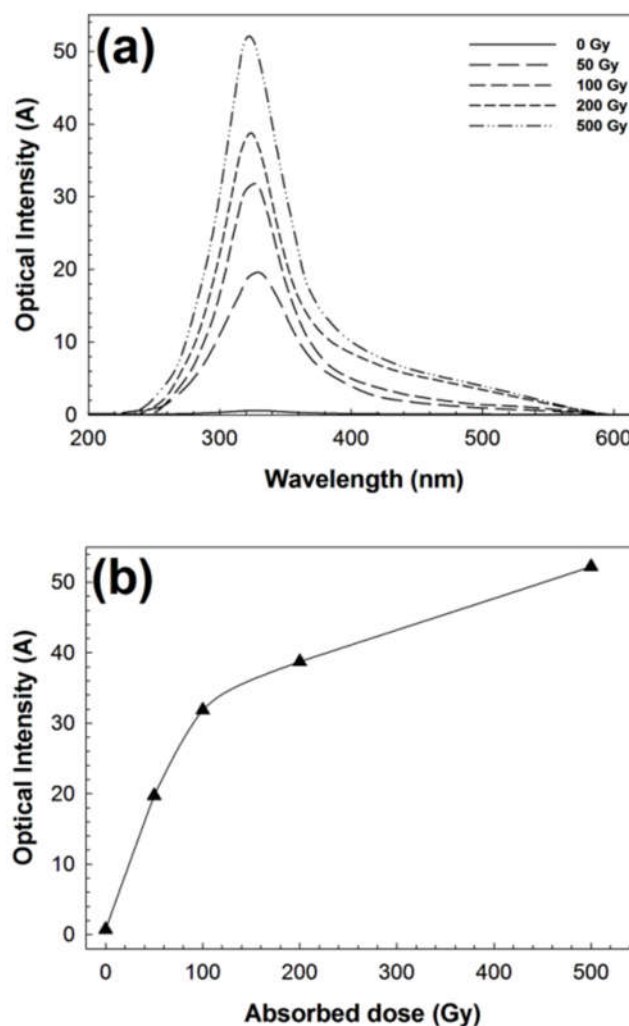 (a)
Optical Intensity (A)
50
40
30
20
10
0
0 Gy
50 Gy
100 Gy
200 Gy
500 Gy
200
300
400
500
600
Wavelength (nm)
(b)
Optical Intensity (A)
50
40
30
20
10
0
0
100
200
300
400
500
Absorbed dose (Gy)